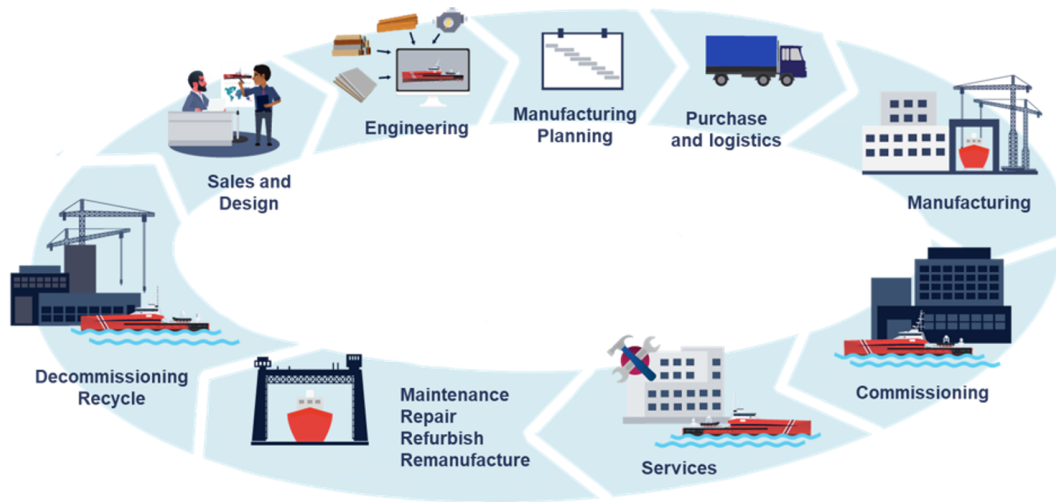 Sales and
Design
Engineering
Manufacturing
Planning
Purchase
and logistics
Manufacturing
Commissioning
Services
Maintenance
Repair
Refurbish
Remanufacture
Decommissioning
Recycle